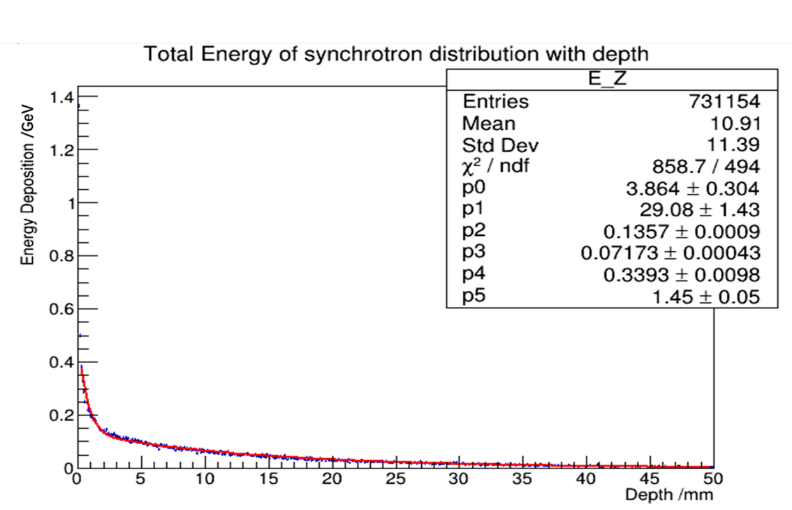 Total Energy of synchrotron distribution with depth
E_Z
Entries 731154
Mean 10.91
Std Dev 11.39
χ² / ndf 858.7 / 494
p0 3.864 ± 0.304
p1 29.08 ± 1.43
p2 0.1357 ± 0.0009
p3 0.07173 ± 0.00043
p4 0.3393 ± 0.0098
p5 1.45 ± 0.05
Energy Deposition /GeV
1.4
1.2
1
0.8
0.6
0.4
0.2
0
0 5 10 15 20 25 30 35 40 45 50
Depth /mm